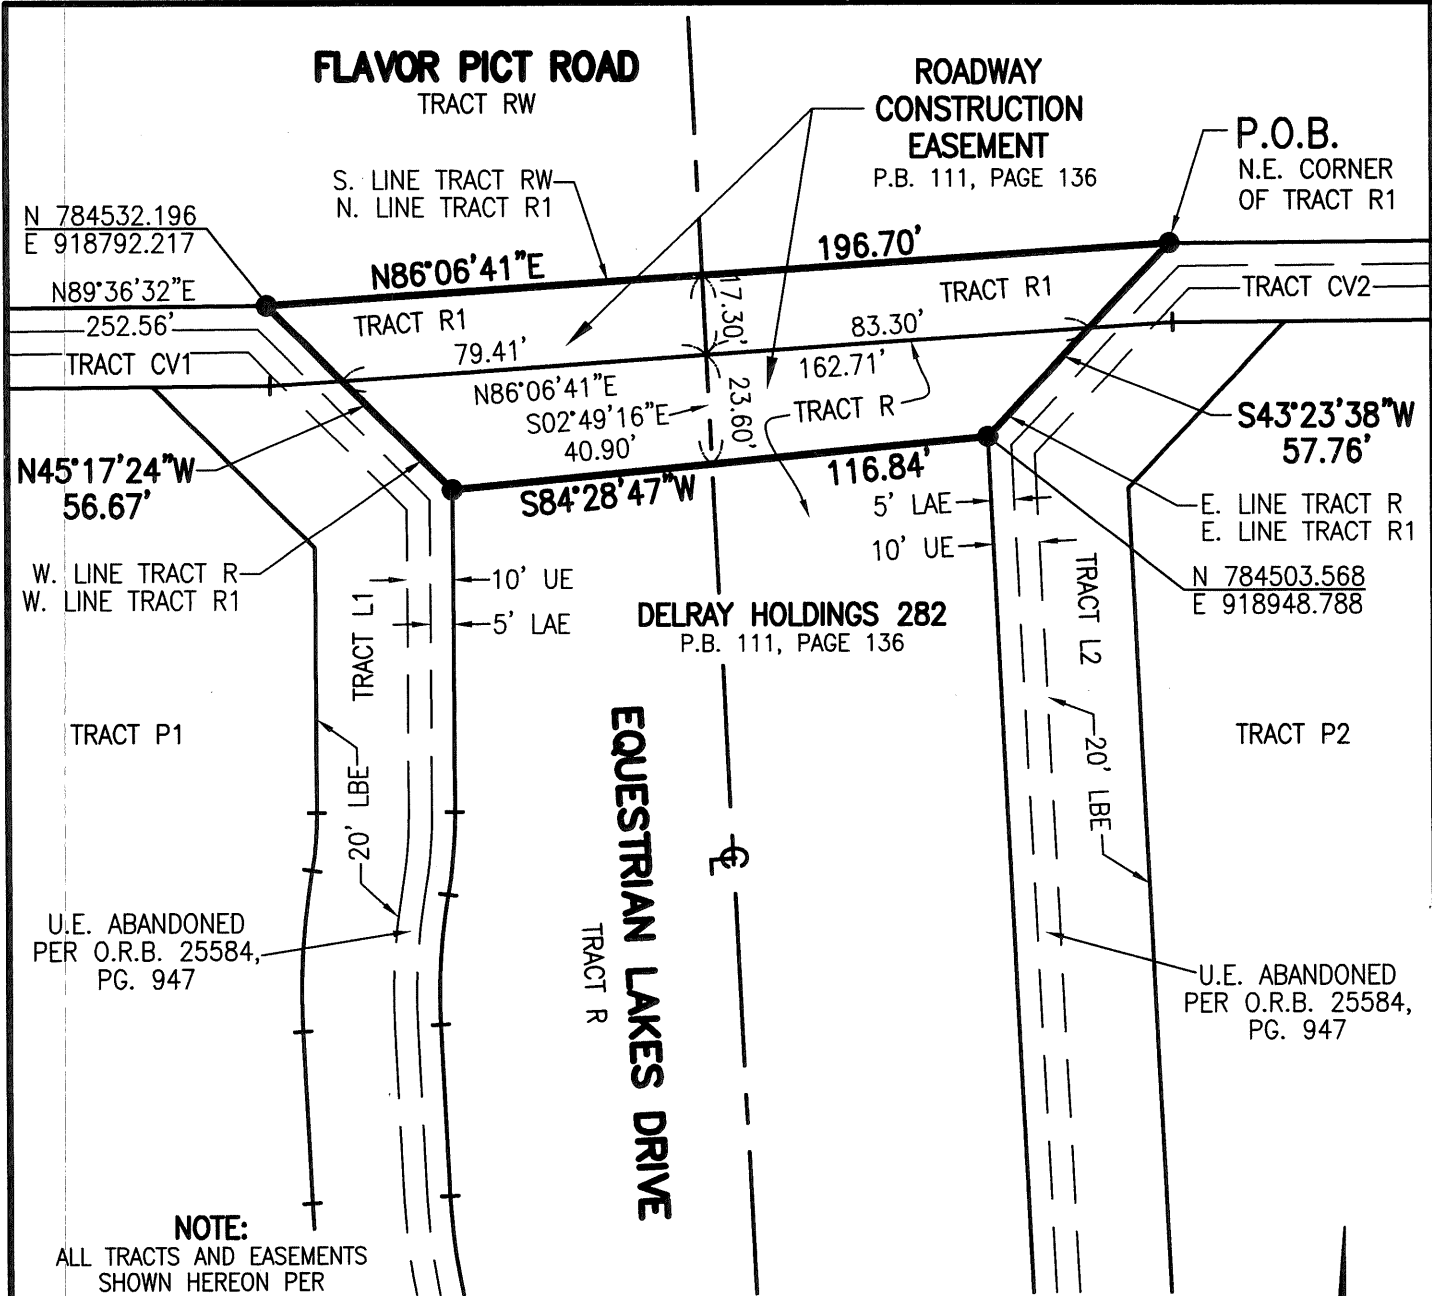 FLAVOR PICT ROAD
TRACT RW
ROADWAY
CONSTRUCTION
EASEMENT
P.B. 111, PAGE 136
P.O.B.
N.E. CORNER
OF TRACT R1
S. LINE TRACT RW
N. LINE TRACT R1
N 784532.196
E 918792.217
N86°06'41"E
196.70'
N89°36'32"E
252.56'
TRACT CV1
TRACT R1
17.30'
TRACT R1
TRACT CV2
79.41'
83.30'
N86°06'41"E
162.71'
S02°49'16"E
40.90'
23.60'
TRACT R
S43°23'38"W
57.76'
N45°17'24"W
56.67'
S84°28'47"W
116.84'
5' LAE
10' UE
E. LINE TRACT R
E. LINE TRACT R1
W. LINE TRACT R
W. LINE TRACT R1
TRACT L1
10' UE
5' LAE
DELRAY HOLDINGS 282
P.B. 111, PAGE 136
TRACT L2
N 784503.568
E 918948.788
TRACT P1
20' LBE
EQUESTRIAN LAKES DRIVE
TRACT R
℄
20' LBE
TRACT P2
U.E. ABANDONED
PER O.R.B. 25584,
PG. 947
U.E. ABANDONED
PER O.R.B. 25584,
PG. 947
NOTE:
ALL TRACTS AND EASEMENTS
SHOWN HEREON PER